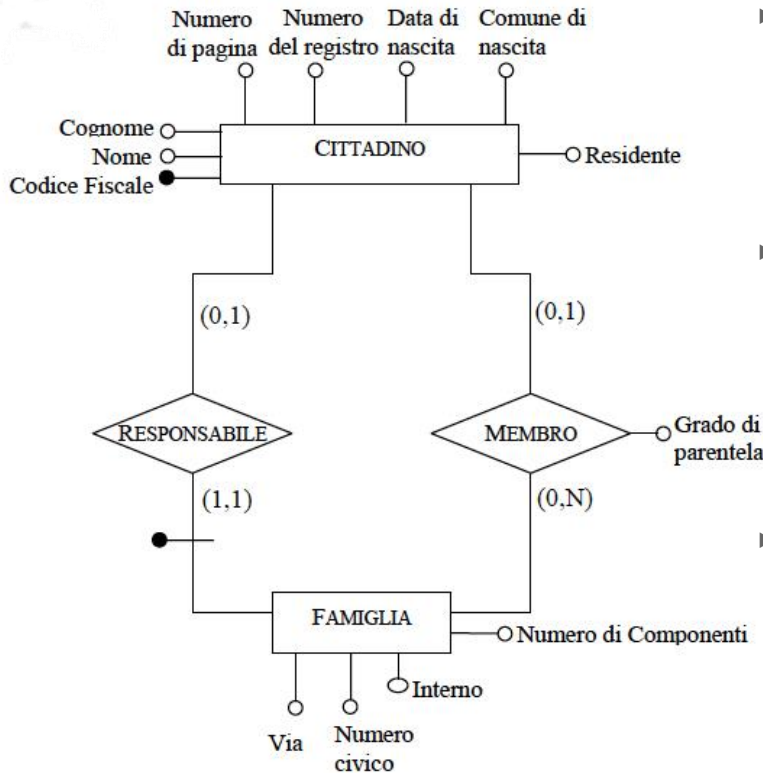 Numero
di pagina
Numero
del registro
Data di
nascita
Comune di
nascita
Cognome
Nome
Codice Fiscale
CITTADINO
Residente
(0,1)
(0,1)
RESPONSABILE
MEMBRO
Grado di
parentela
(1,1)
(0,N)
FAMIGLIA
Numero di Componenti
Interno
Via
Numero
civico